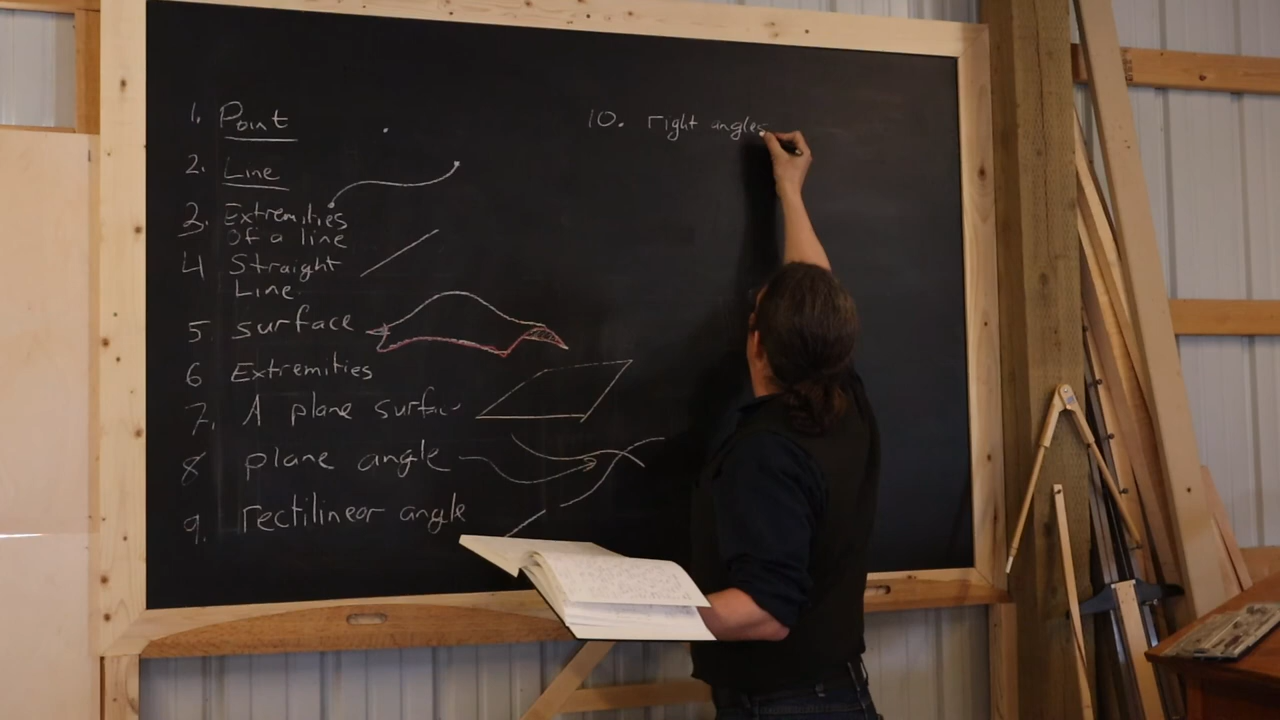 1. Point
2. Line
3. Extremities
of a line
4 Straight
Line
5 surface
6 Extremities
7. A plane surface
8 plane angle
9. rectilinear angle
10. right angles